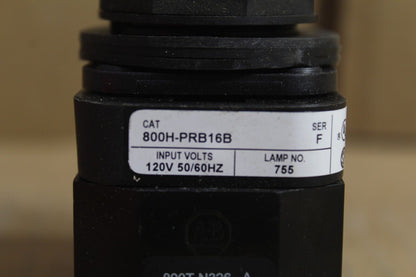 CAT
SER
800H-PRB16B
F
INPUT VOLTS
LAMP NO.
120V 50/60HZ
755